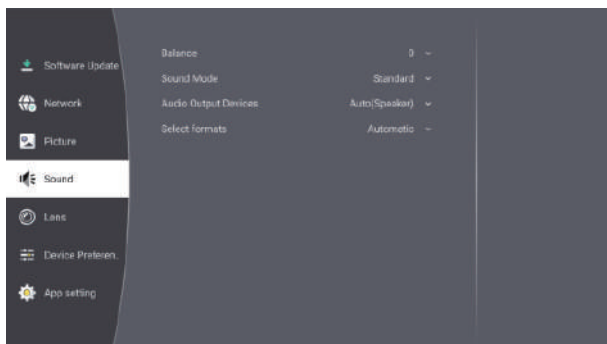 Software Update
Network
Picture
Sound
Lens
Device Preferen.
App setting
Balance 0
Sound Mode Standard
Audio Output Devices Auto(Speaker)
Select formats Automatic